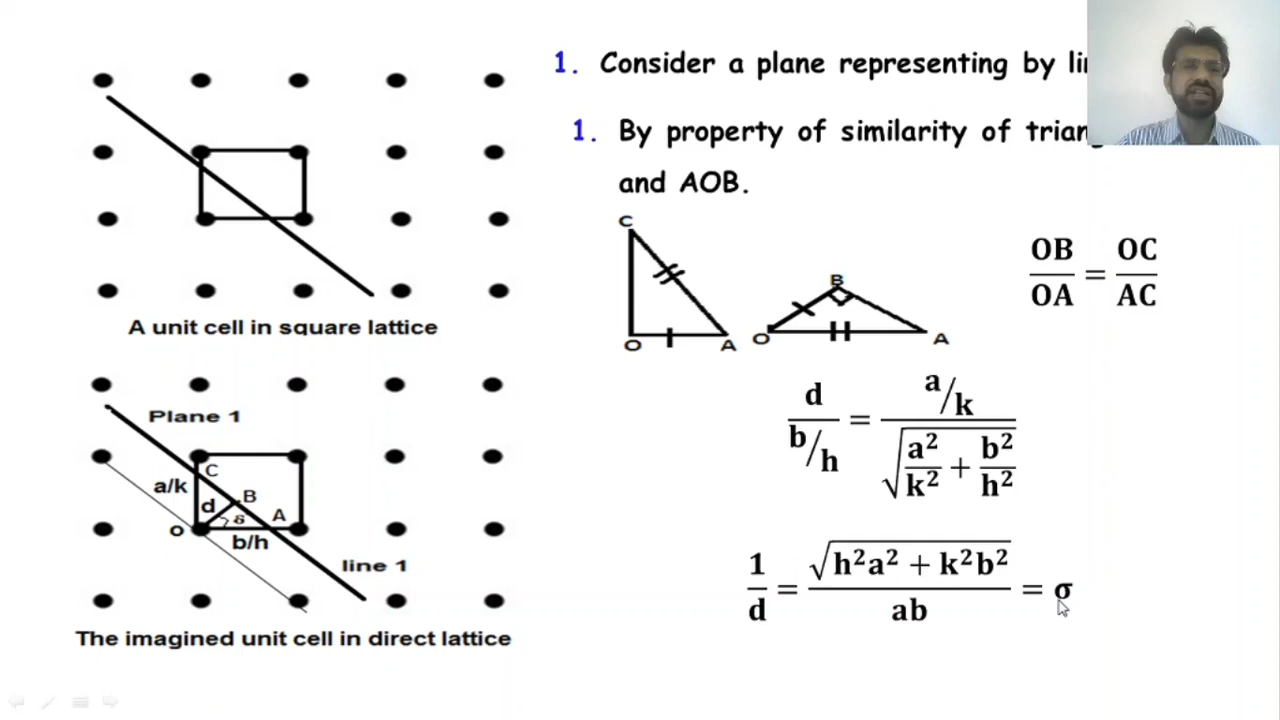 1. Consider a plane representing by
1. By property of similarity of
and AOB.
C
O
A
B
O
A
OB/OA = OC/AC
d/(b/h) = (a/k)/√(a²/k² + b²/h²)
1/d = √(h²a² + k²b²)/ab = σ
A unit cell in square lattice
Plane 1
C
a/k
B
d
A
O
b/h
line 1
The imagined unit cell in direct lattice